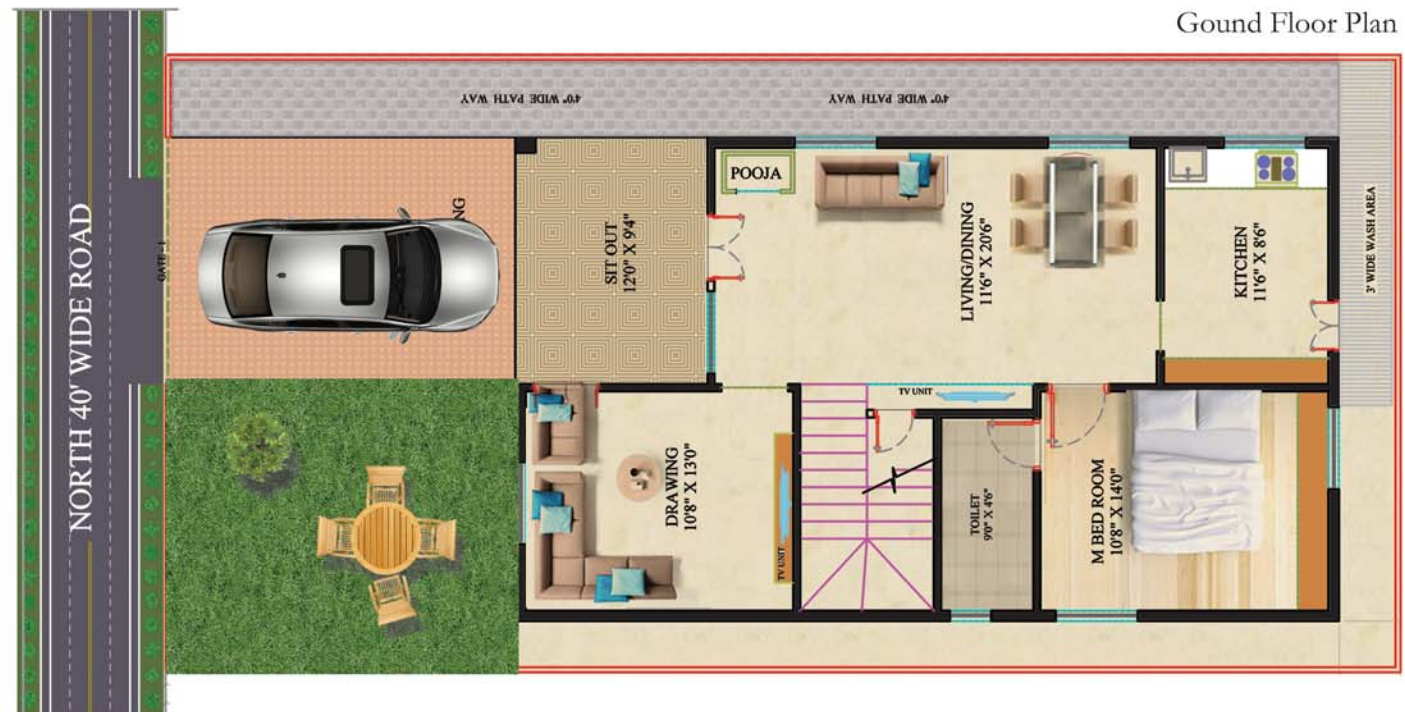 Gound Floor Plan
4'0" WIDE PATH WAY
4'0" WIDE PATH WAY
NORTH 40' WIDE ROAD
GATE - 1
NG
SIT OUT
12'0" X 9'4"
POOJA
LIVING/DINING
11'6" X 20'6"
KITCHEN
11'6" X 8'6"
3' WIDE WASH AREA
TV UNIT
DRAWING
10'8" X 13'0"
TV UNIT
TOILET
9'0" X 4'6"
M BED ROOM
10'8" X 14'0"